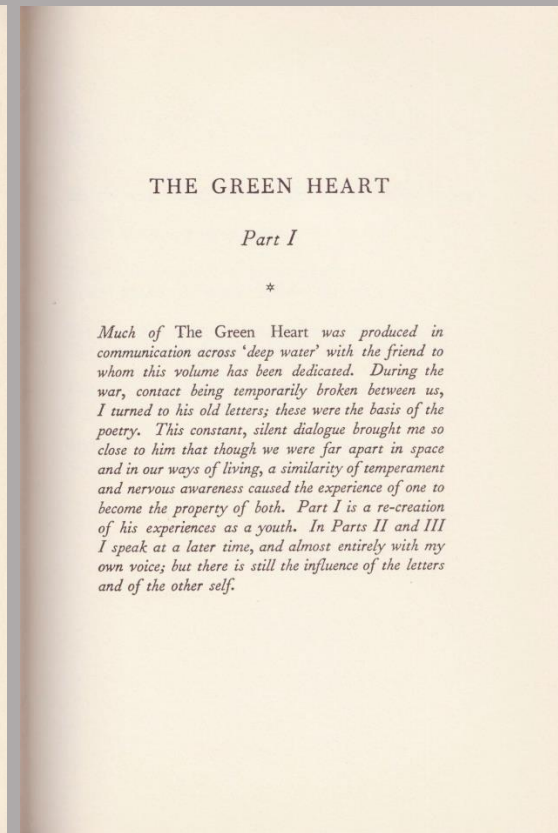 THE GREEN HEART
Part I
*
Much of The Green Heart was produced in
communication across ‘deep water’ with the friend to
whom this volume has been dedicated. During the
war, contact being temporarily broken between us,
I turned to his old letters; these were the basis of the
poetry. This constant, silent dialogue brought me so
close to him that though we were far apart in space
and in our ways of living, a similarity of temperament
and nervous awareness caused the experience of one to
become the property of both. Part I is a re-creation
of his experiences as a youth. In Parts II and III
I speak at a later time, and almost entirely with my
own voice; but there is still the influence of the letters
and of the other self.